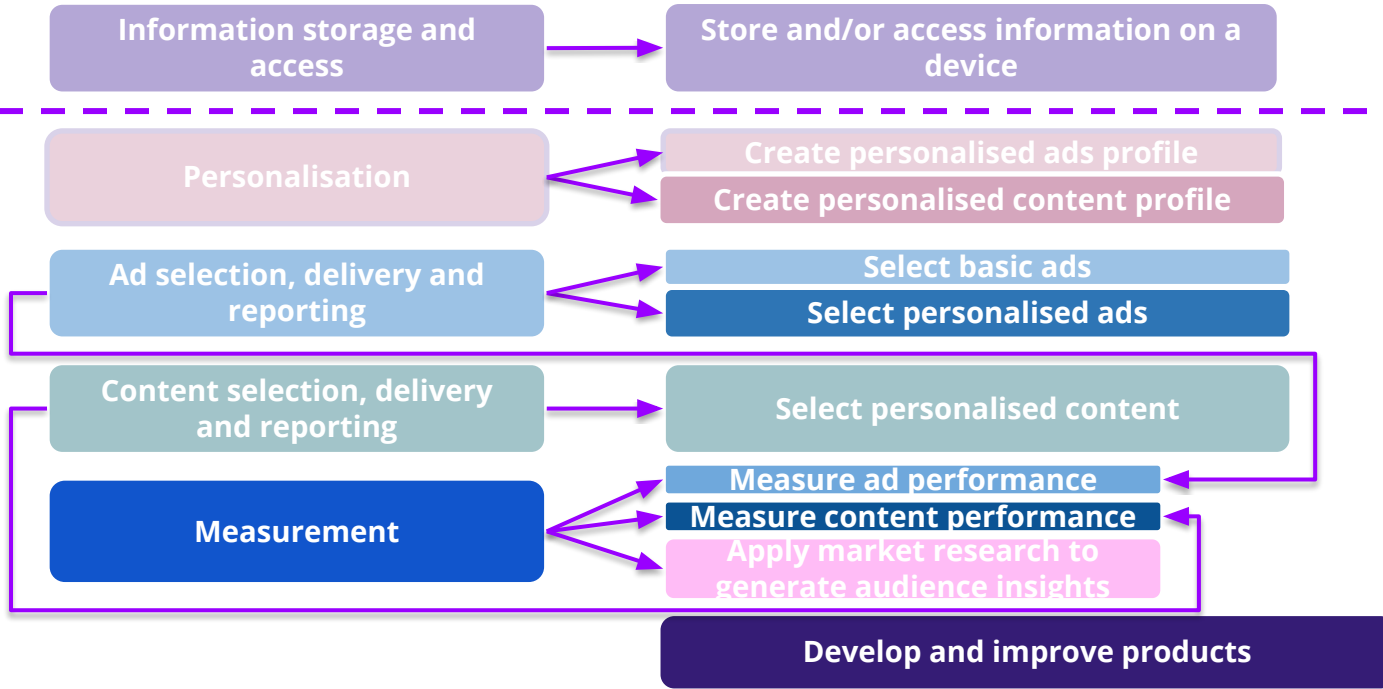 Information storage and
access
Store and/or access information on a
device
Personalisation
Create personalised ads profile
Create personalised content profile
Ad selection, delivery and
reporting
Select basic ads
Select personalised ads
Content selection, delivery
and reporting
Select personalised content
Measurement
Measure ad performance
Measure content performance
Apply market research to
generate audience insights
Develop and improve products